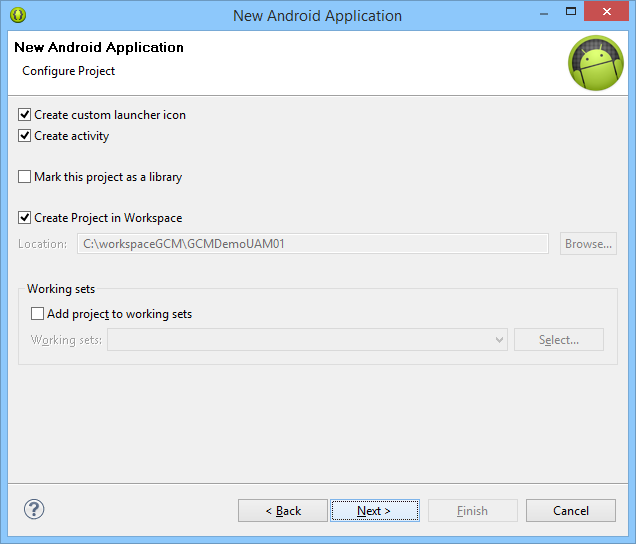 New Android Application
New Android Application
Configure Project
Create custom launcher icon
Create activity
Mark this project as a library
Create Project in Workspace
Location: C:\workspaceGCM\GCMDemoUAM01 Browse...
Working sets
Add project to working sets
Working sets: Select...
? < Back Next > Finish Cancel